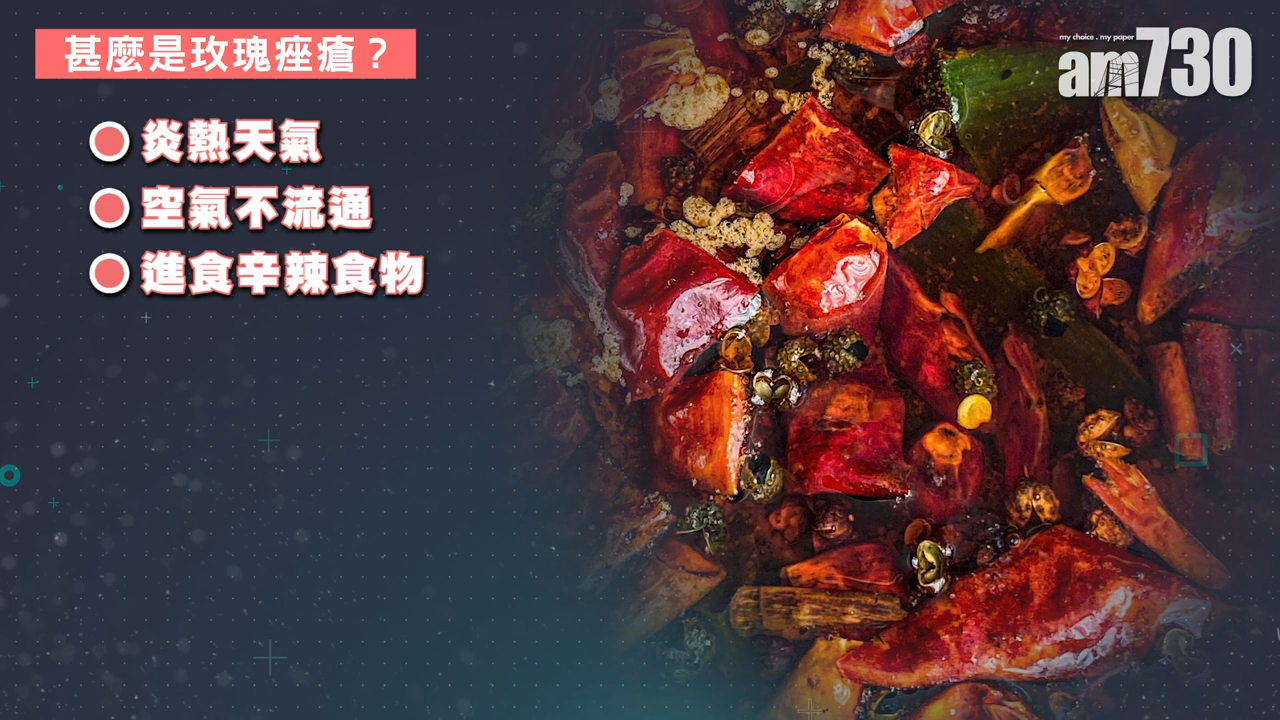 甚麼是玫瑰痤瘡？
my choice . my paper
am730
炎熱天氣
空氣不流通
進食辛辣食物